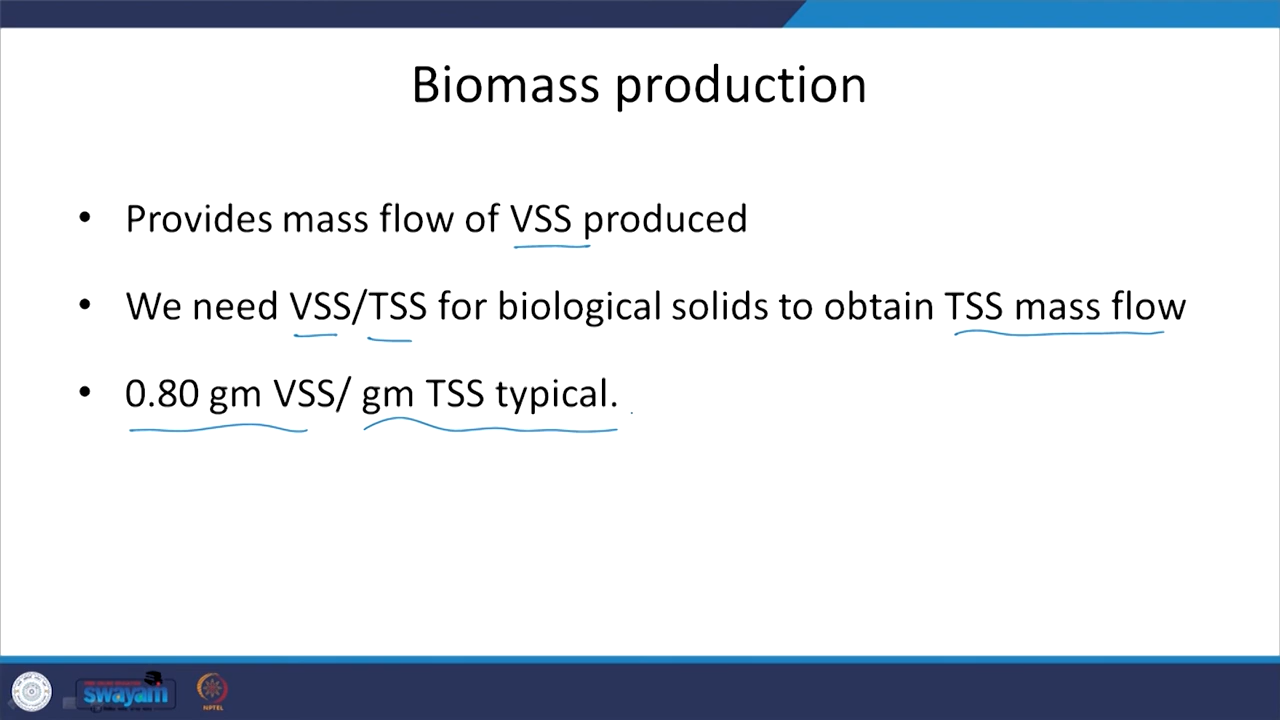 Biomass production
• Provides mass flow of VSS produced
• We need VSS/TSS for biological solids to obtain TSS mass flow
• 0.80 gm VSS/ gm TSS typical.
swayam
NPTEL